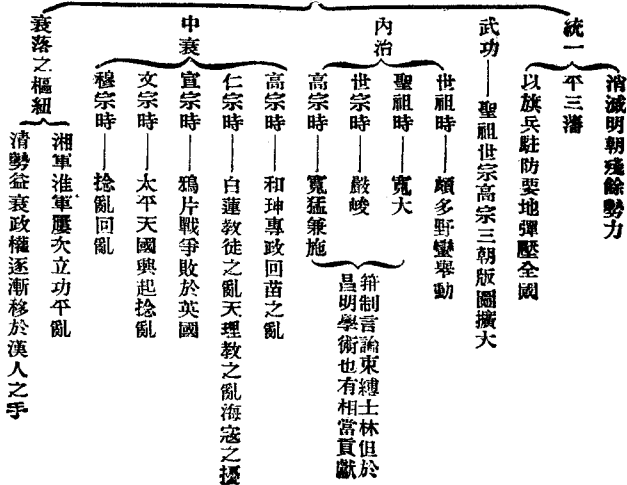 統一
消滅明朝殘餘勢力
平三藩
以旗兵駐防要地彈壓全國
武功——聖祖世宗高宗三朝版圖擴大
內治
世祖時——頗多野蠻舉動
聖祖時——寬大
世宗時——嚴峻
高宗時——寬猛兼施
箝制言論束縛士林但於
昌明學術也有相當貢獻
中衰
高宗時——和珅專政回苗之亂
仁宗時——白蓮教徒之亂天理教之亂海寇之擾
宣宗時——鴉片戰爭敗於英國
文宗時——太平天國興起捻亂
穆宗時——捻亂回亂
衰落之樞紐
湘軍淮軍屢次立功平亂
清勢益衰政權逐漸移於漢人之手